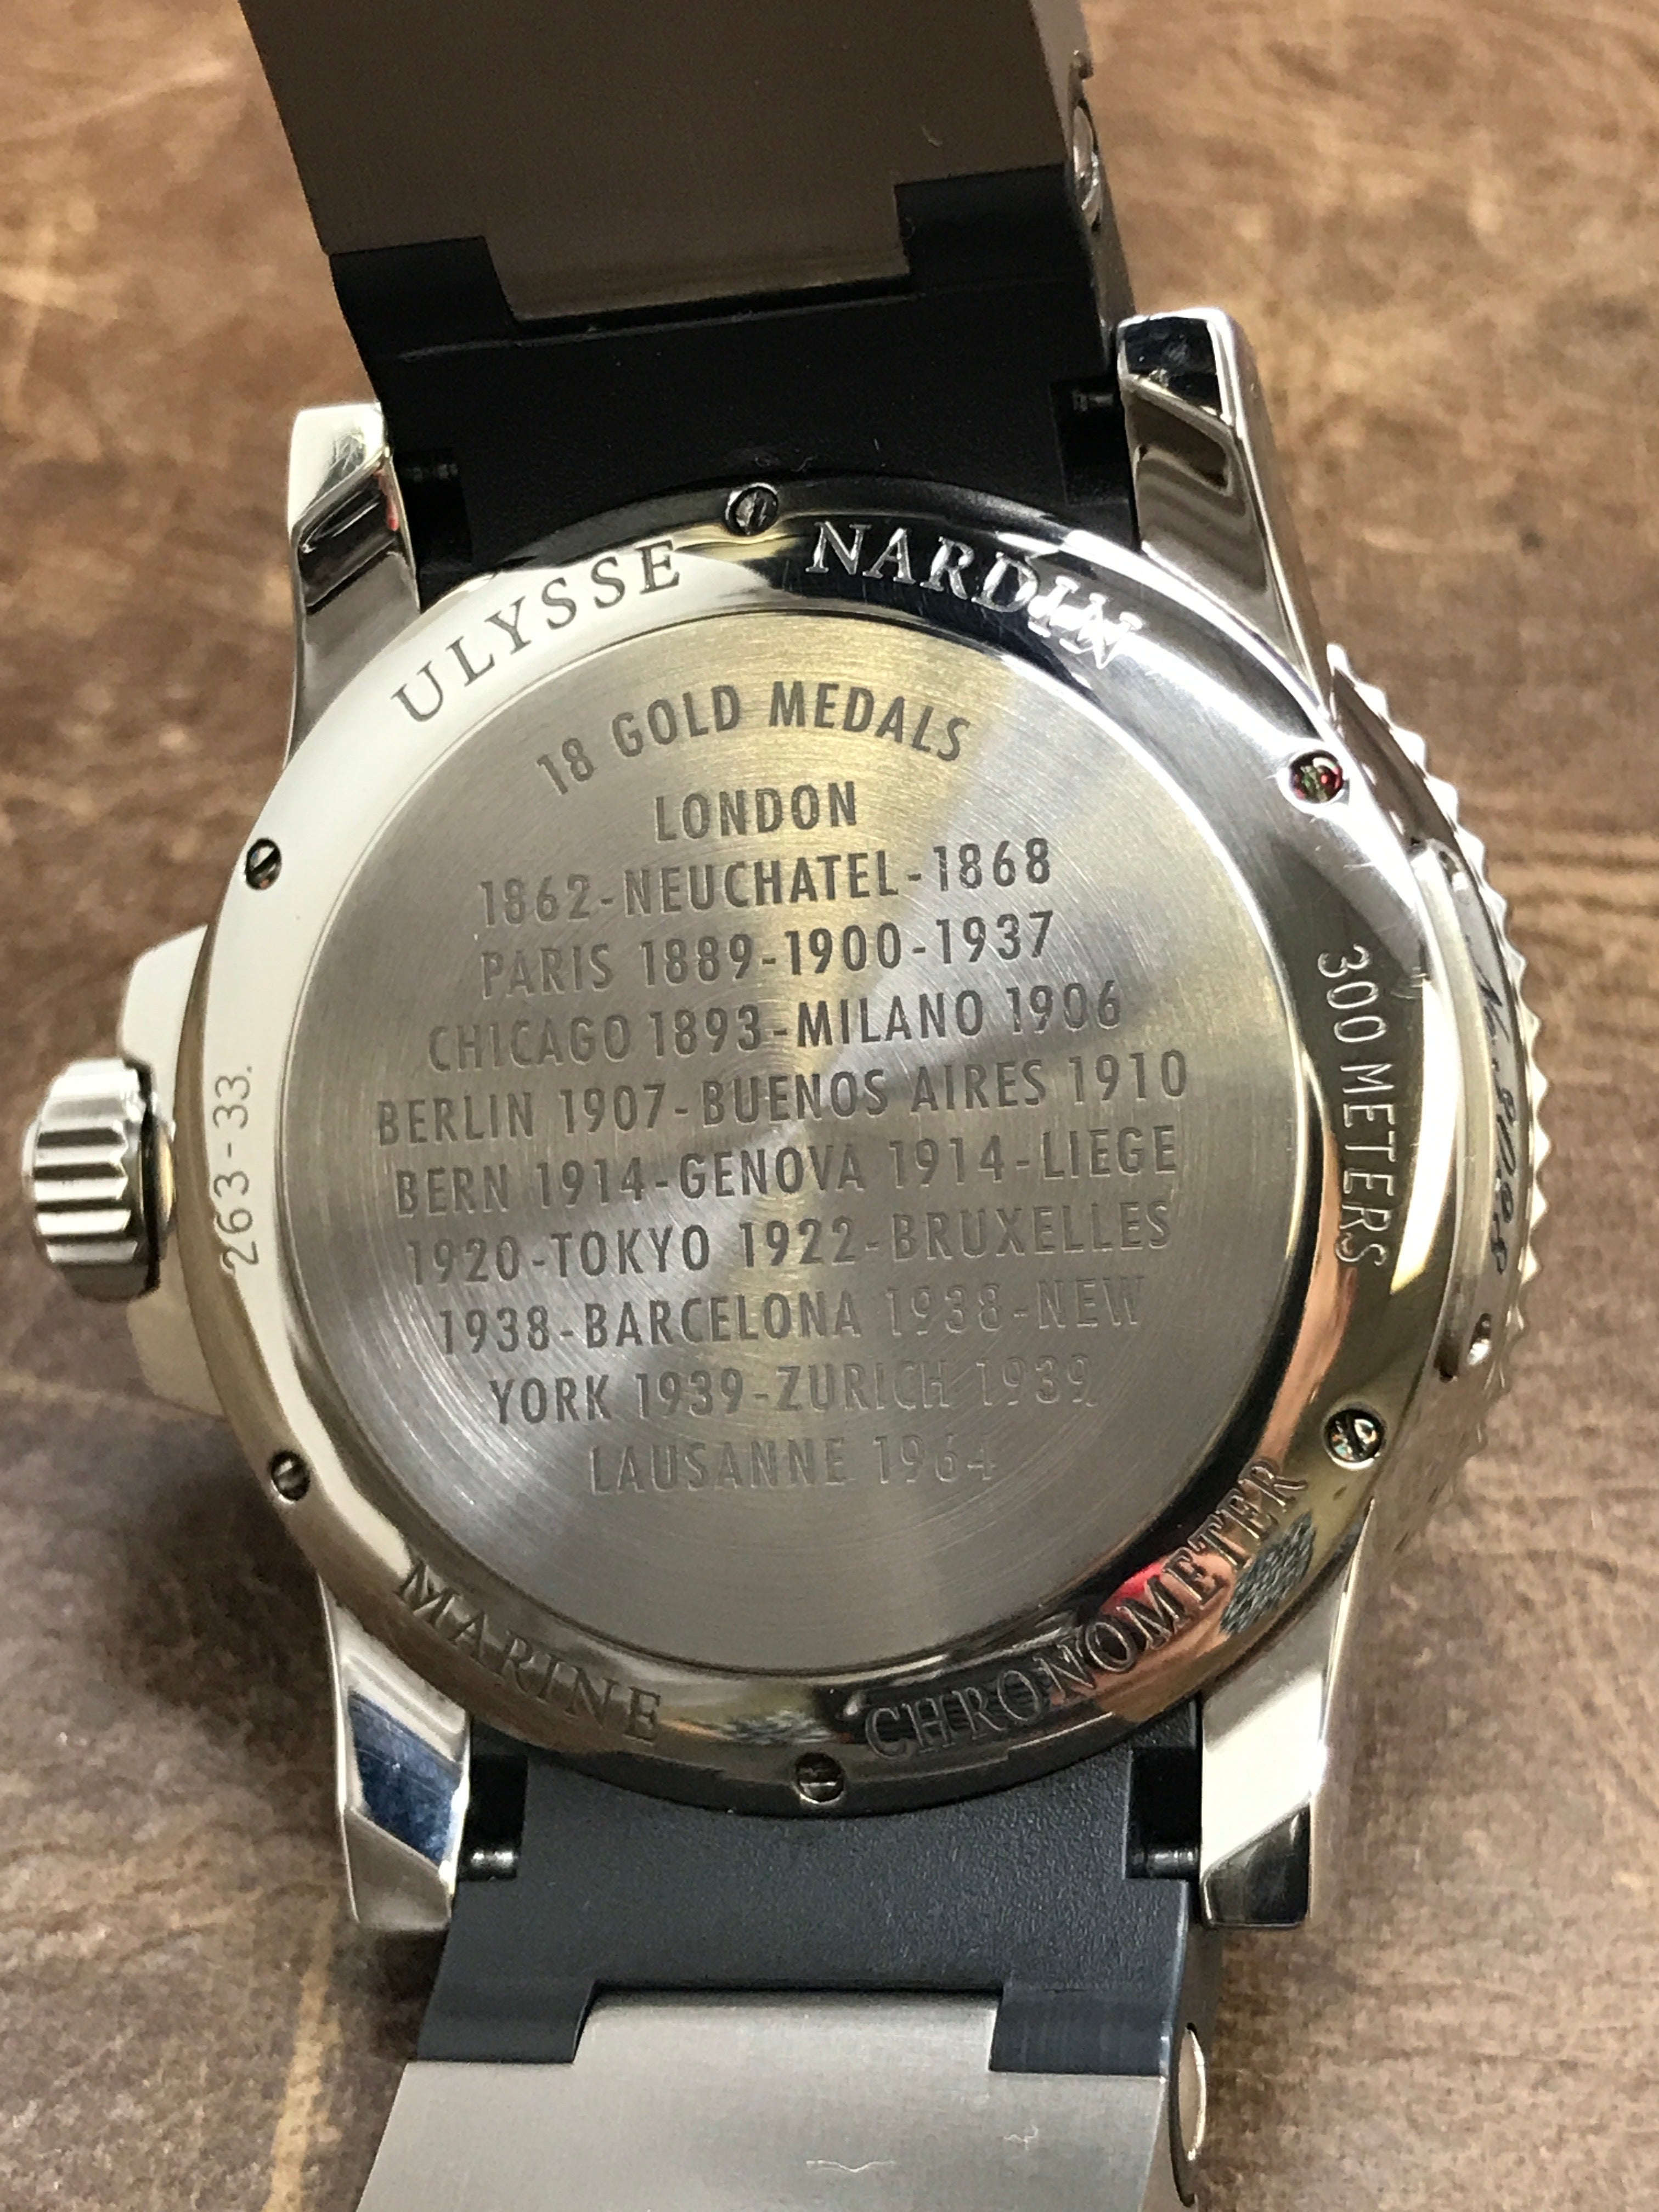 ULYSSE NARDIN
18 GOLD MEDALS
LONDON
1862-NEUCHATEL-1868
PARIS 1889-1900-1937
CHICAGO 1893-MILANO 1906
BERLIN 1907-BUENOS AIRES 1910
BERN 1914-GENOVA 1914-LIEGE
1920-TOKYO 1922-BRUXELLES
1938-BARCELONA 1938-NEW
YORK 1939-ZURICH 1939
LAUSANNE 1964
263-33.
300 METERS
MARINE CHRONOMETER